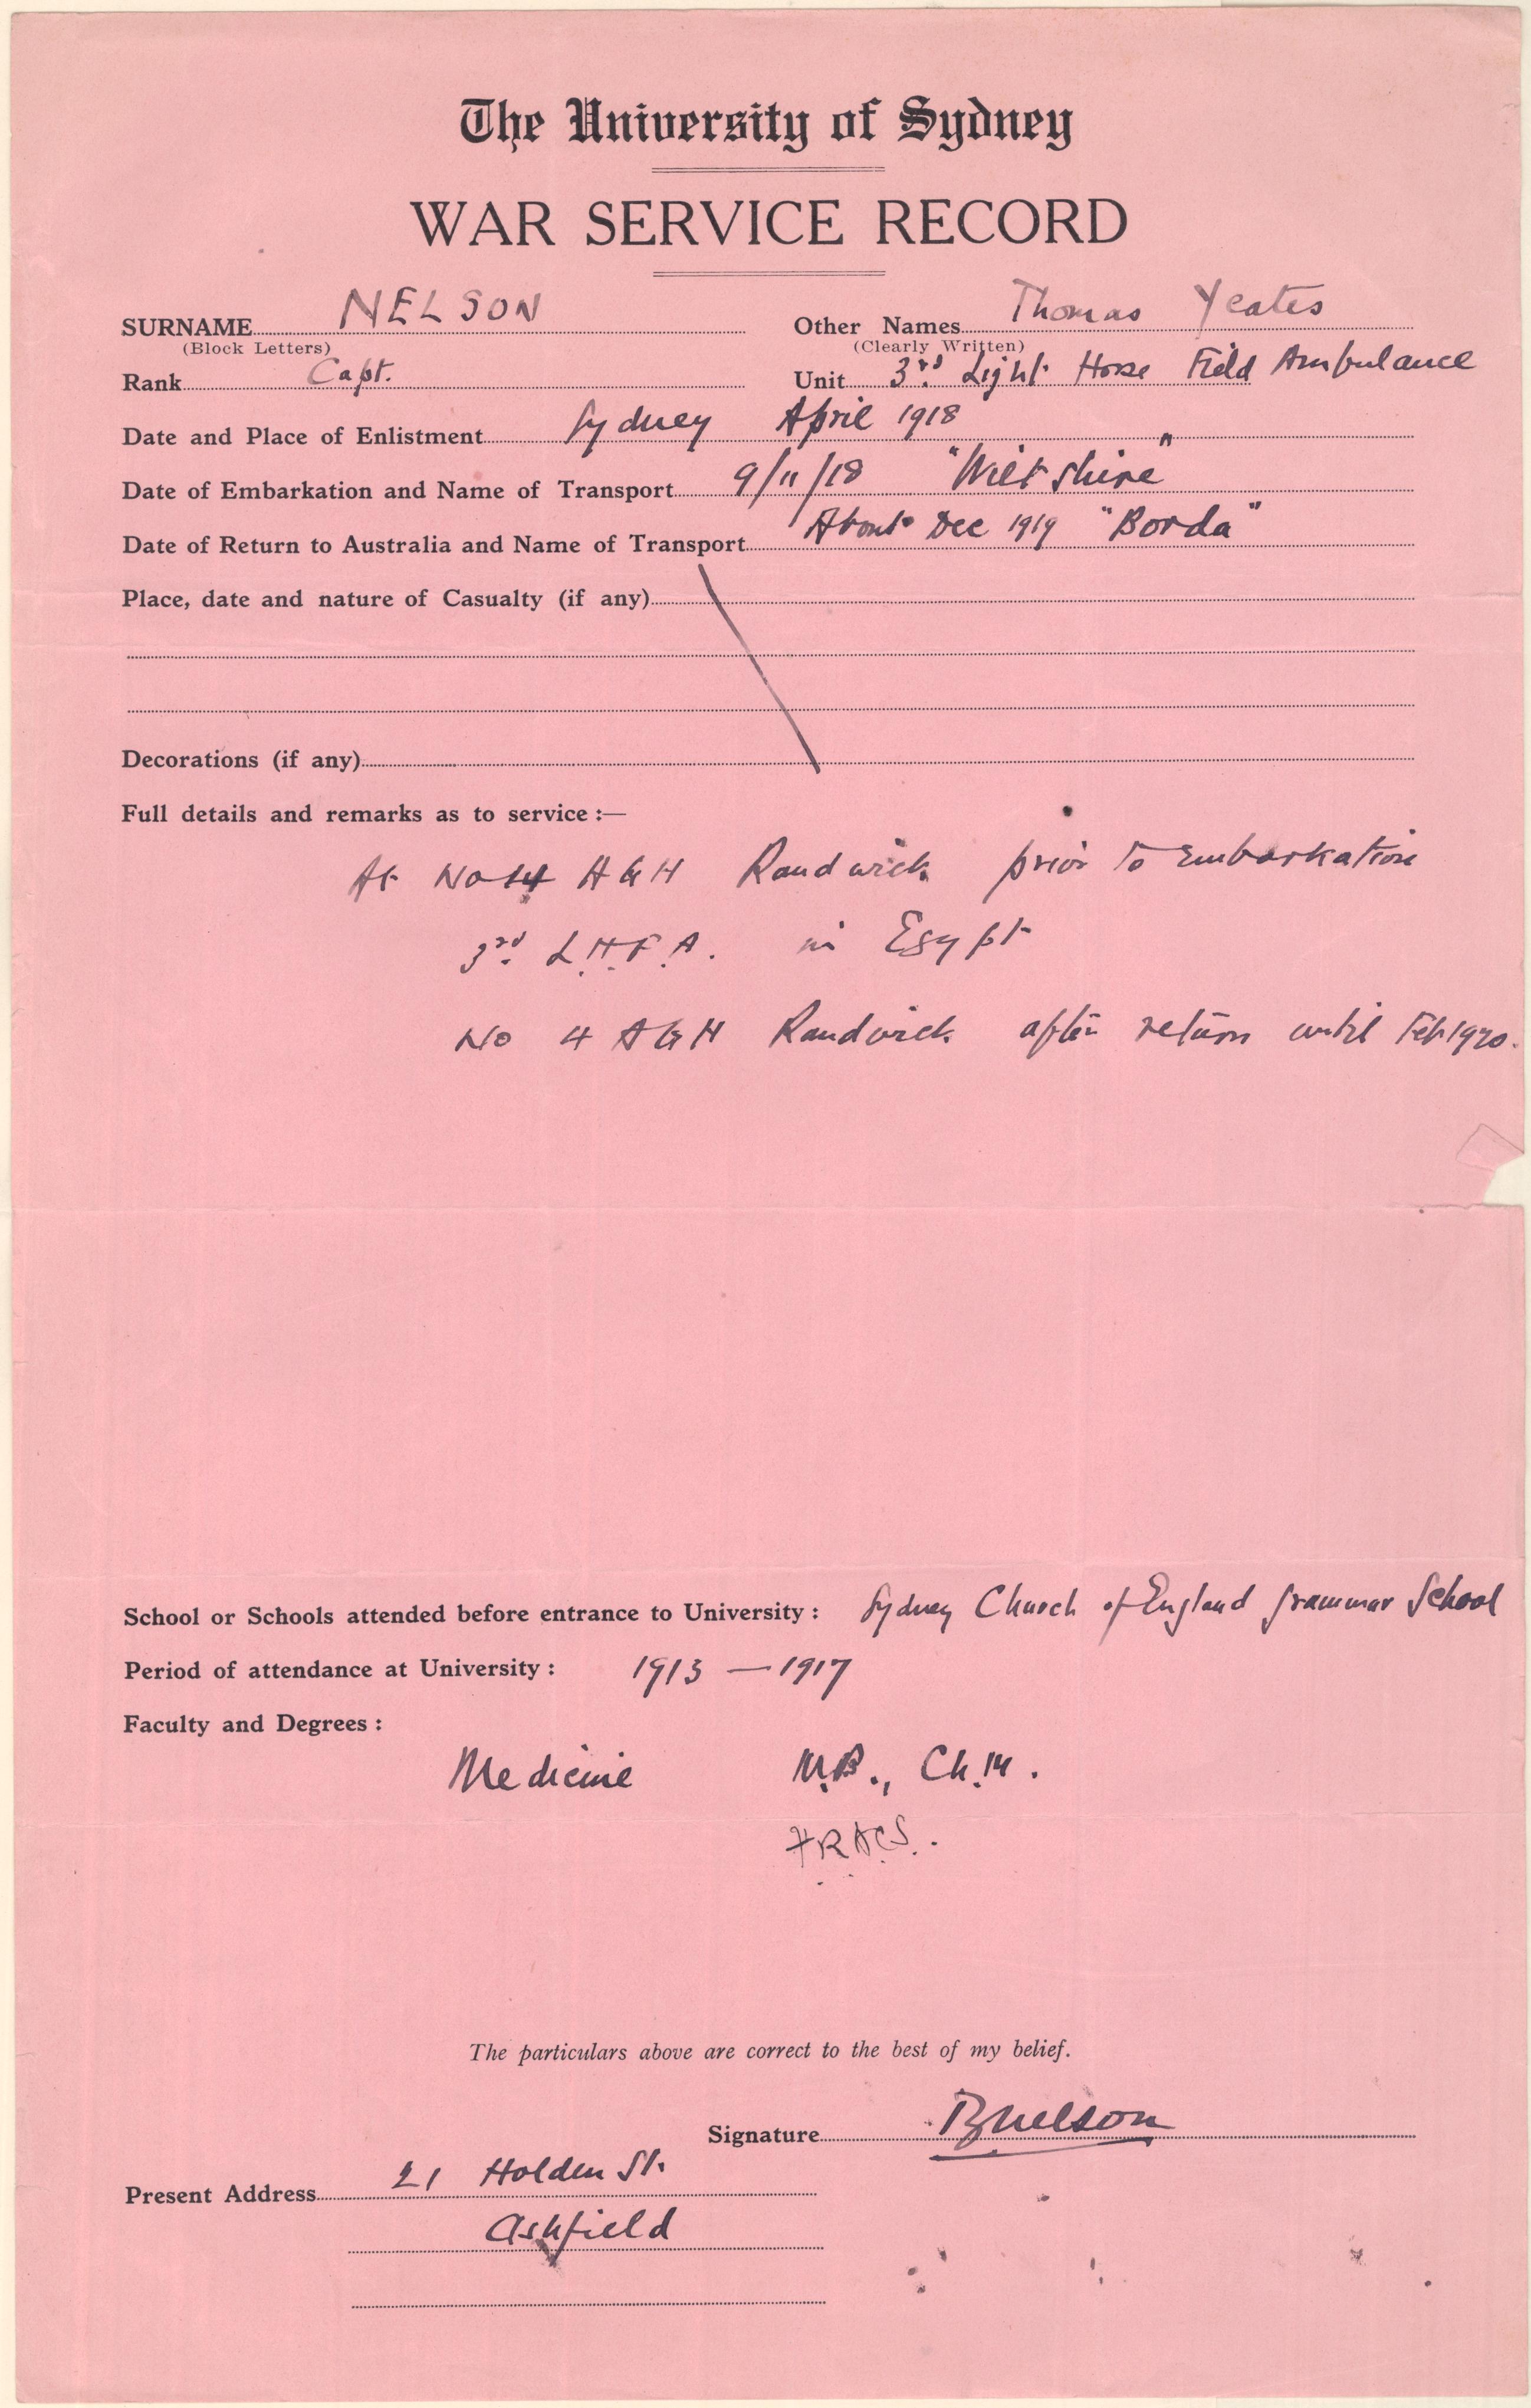 The University of Sydney
WAR SERVICE RECORD
SURNAME NELSON Other Names Thomas Yeates
(Block Letters) (Clearly Written)
Rank Capt. Unit 3rd Light Horse Field Ambulance
Date and Place of Enlistment Sydney April 1918
Date of Embarkation and Name of Transport 9/11/18 "Wiltshire"
Date of Return to Australia and Name of Transport About Dec 1919 "Borda"
Place, date and nature of Casualty (if any)
Decorations (if any)
Full details and remarks as to service :—
At No 4 A G H Randwick prior to embarkation
3rd L.H.F.A. in Egypt
No 4 A G H Randwick after return until Feb 1920.
School or Schools attended before entrance to University : Sydney Church of England Grammar School
Period of attendance at University : 1913 — 1917
Faculty and Degrees :
Medicine M.B., Ch.M.
F.R.A.C.S.
The particulars above are correct to the best of my belief.
Signature TYNelson
Present Address 21 Holden St.
Ashfield